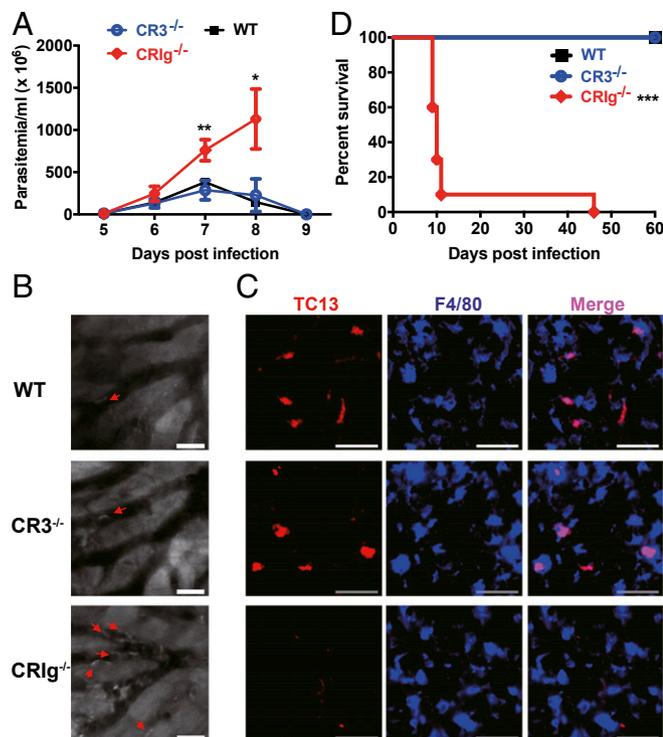 A
CR3-/- WT
CRIg-/-
Parasitemia/ml (x 10⁶)
2000
1500
1000
500
0
**
*
5 6 7 8 9
Days post infection
D
Percent survival
100
80
60
40
20
0
WT
CR3-/-
CRIg-/- ***
0 10 20 30 40 50 60
Days post infection
B
WT
CR3-/-
CRIg-/-
C
TC13 F4/80 Merge